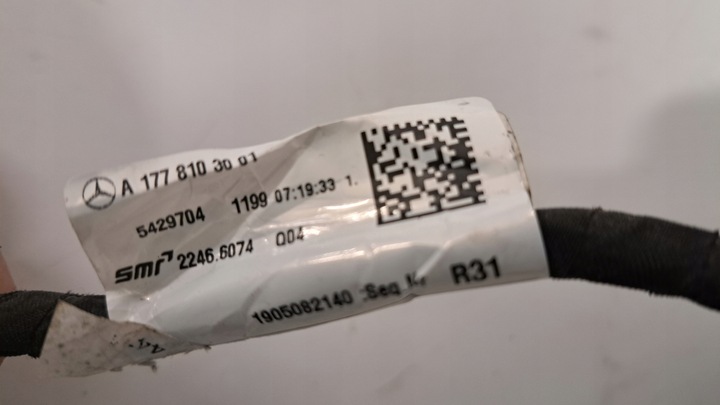 A 177 810 30 01
5429704 1199 07:19:33 1.
smr 2246.6074 Q04
1905082140 Seq N. R31